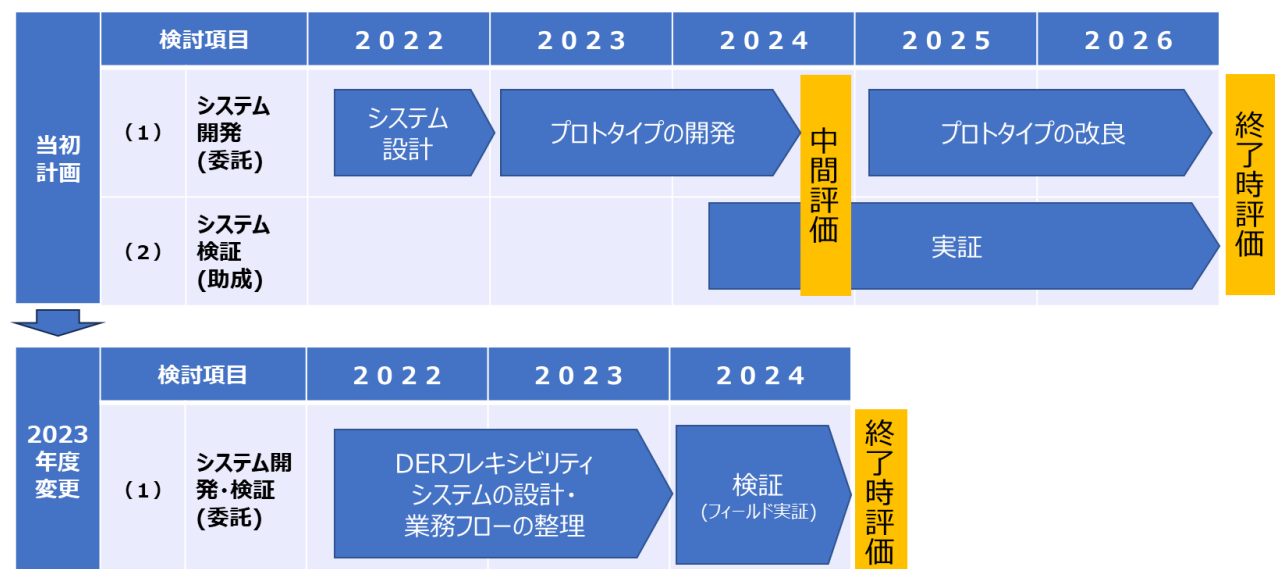 検討項目
２０２２
２０２３
２０２４
２０２５
２０２６
当初
計画
（１）
システム
開発
(委託)
システム
設計
プロトタイプの開発
中間評価
プロトタイプの改良
終了時評価
（２）
システム
検証
(助成)
実証
検討項目
２０２２
２０２３
２０２４
2023
年度
変更
（１）
システム開
発・検証
(委託)
DERフレキシビリティ
システムの設計・
業務フローの整理
検証
(フィールド実証)
終了時評価